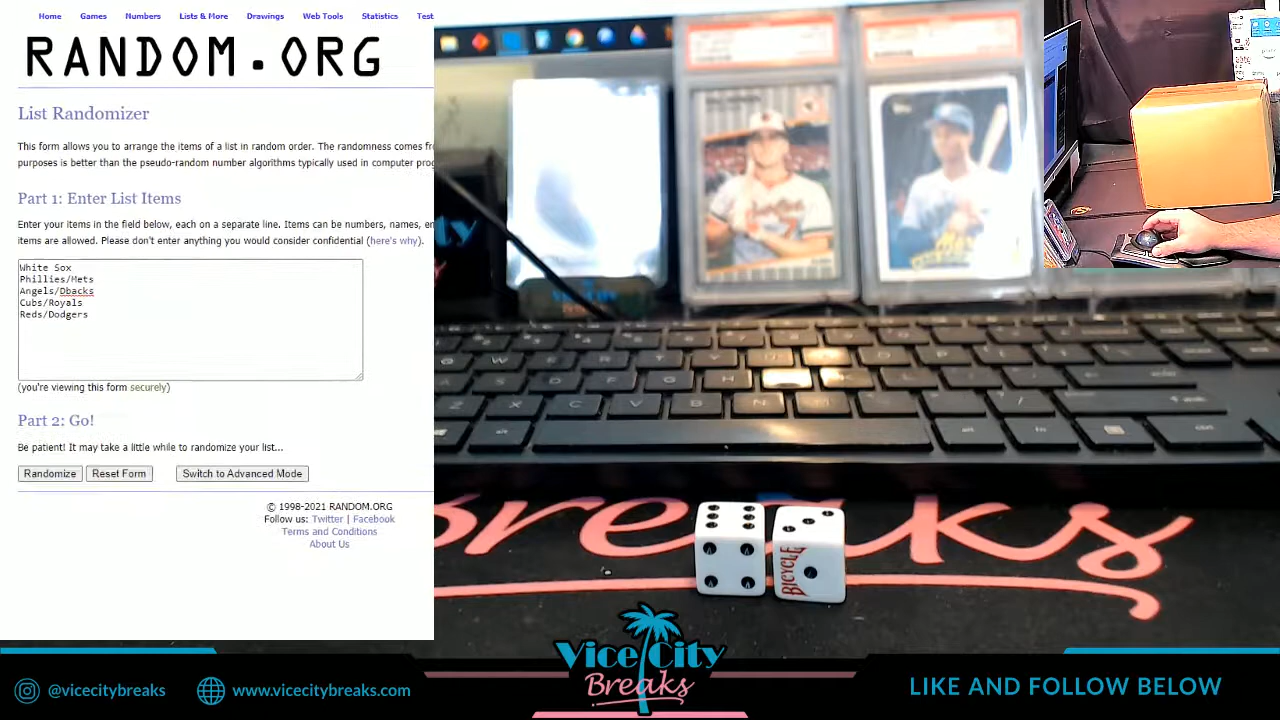 Home Games Numbers Lists & More Drawings Web Tools Statistics Test
RANDOM.ORG
List Randomizer
This form allows you to arrange the items of a list in random order. The randomness comes
purposes is better than the pseudo-random number algorithms typically used in computer
Part 1: Enter List Items
Enter your items in the field below, each on a separate line. Items can be numbers, names,
items are allowed. Please don't enter anything you would consider confidential (here's why).
White Sox
Phillies/Mets
Angels/Dbacks
Cubs/Royals
Reds/Dodgers
(you're viewing this form securely)
Part 2: Go!
Be patient! It may take a little while to randomize your list...
Randomize Reset Form Switch to Advanced Mode
© 1998-2021 RANDOM.ORG
Follow us: Twitter | Facebook
Terms and Conditions
About Us
Breaks
BICYCLE
Vice City
Breaks
@vicecitybreaks
www.vicecitybreaks.com
LIKE AND FOLLOW BELOW